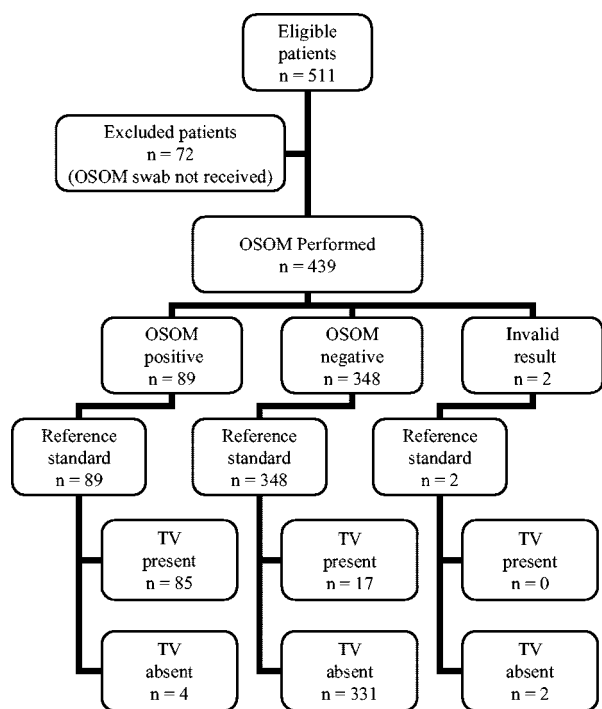 Eligible
patients
n = 511
Excluded patients
n = 72
(OSOM swab not received)
OSOM Performed
n = 439
OSOM
positive
n = 89
OSOM
negative
n = 348
Invalid
result
n = 2
Reference
standard
n = 89
Reference
standard
n = 348
Reference
standard
n = 2
TV
present
n = 85
TV
present
n = 17
TV
present
n = 0
TV
absent
n = 4
TV
absent
n = 331
TV
absent
n = 2